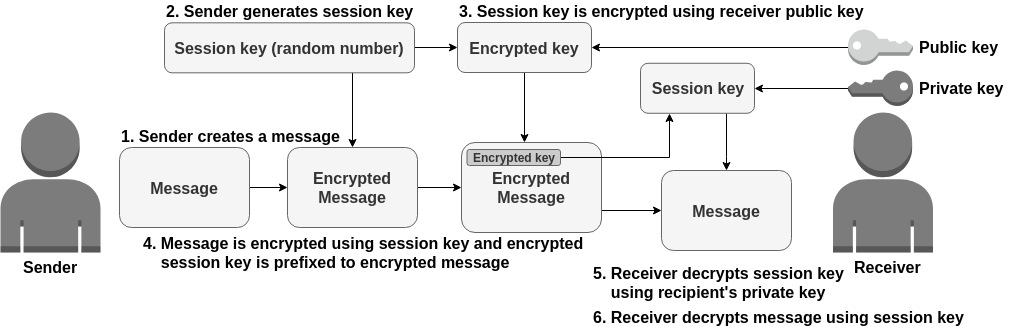 2. Sender generates session key
3. Session key is encrypted using receiver public key
Session key (random number)
Encrypted key
Public key
Session key
Private key
1. Sender creates a message
Message
Encrypted
Message
Encrypted key
Encrypted
Message
Message
4. Message is encrypted using session key and encrypted
session key is prefixed to encrypted message
Sender
Receiver
5. Receiver decrypts session key
using recipient's private key
6. Receiver decrypts message using session key